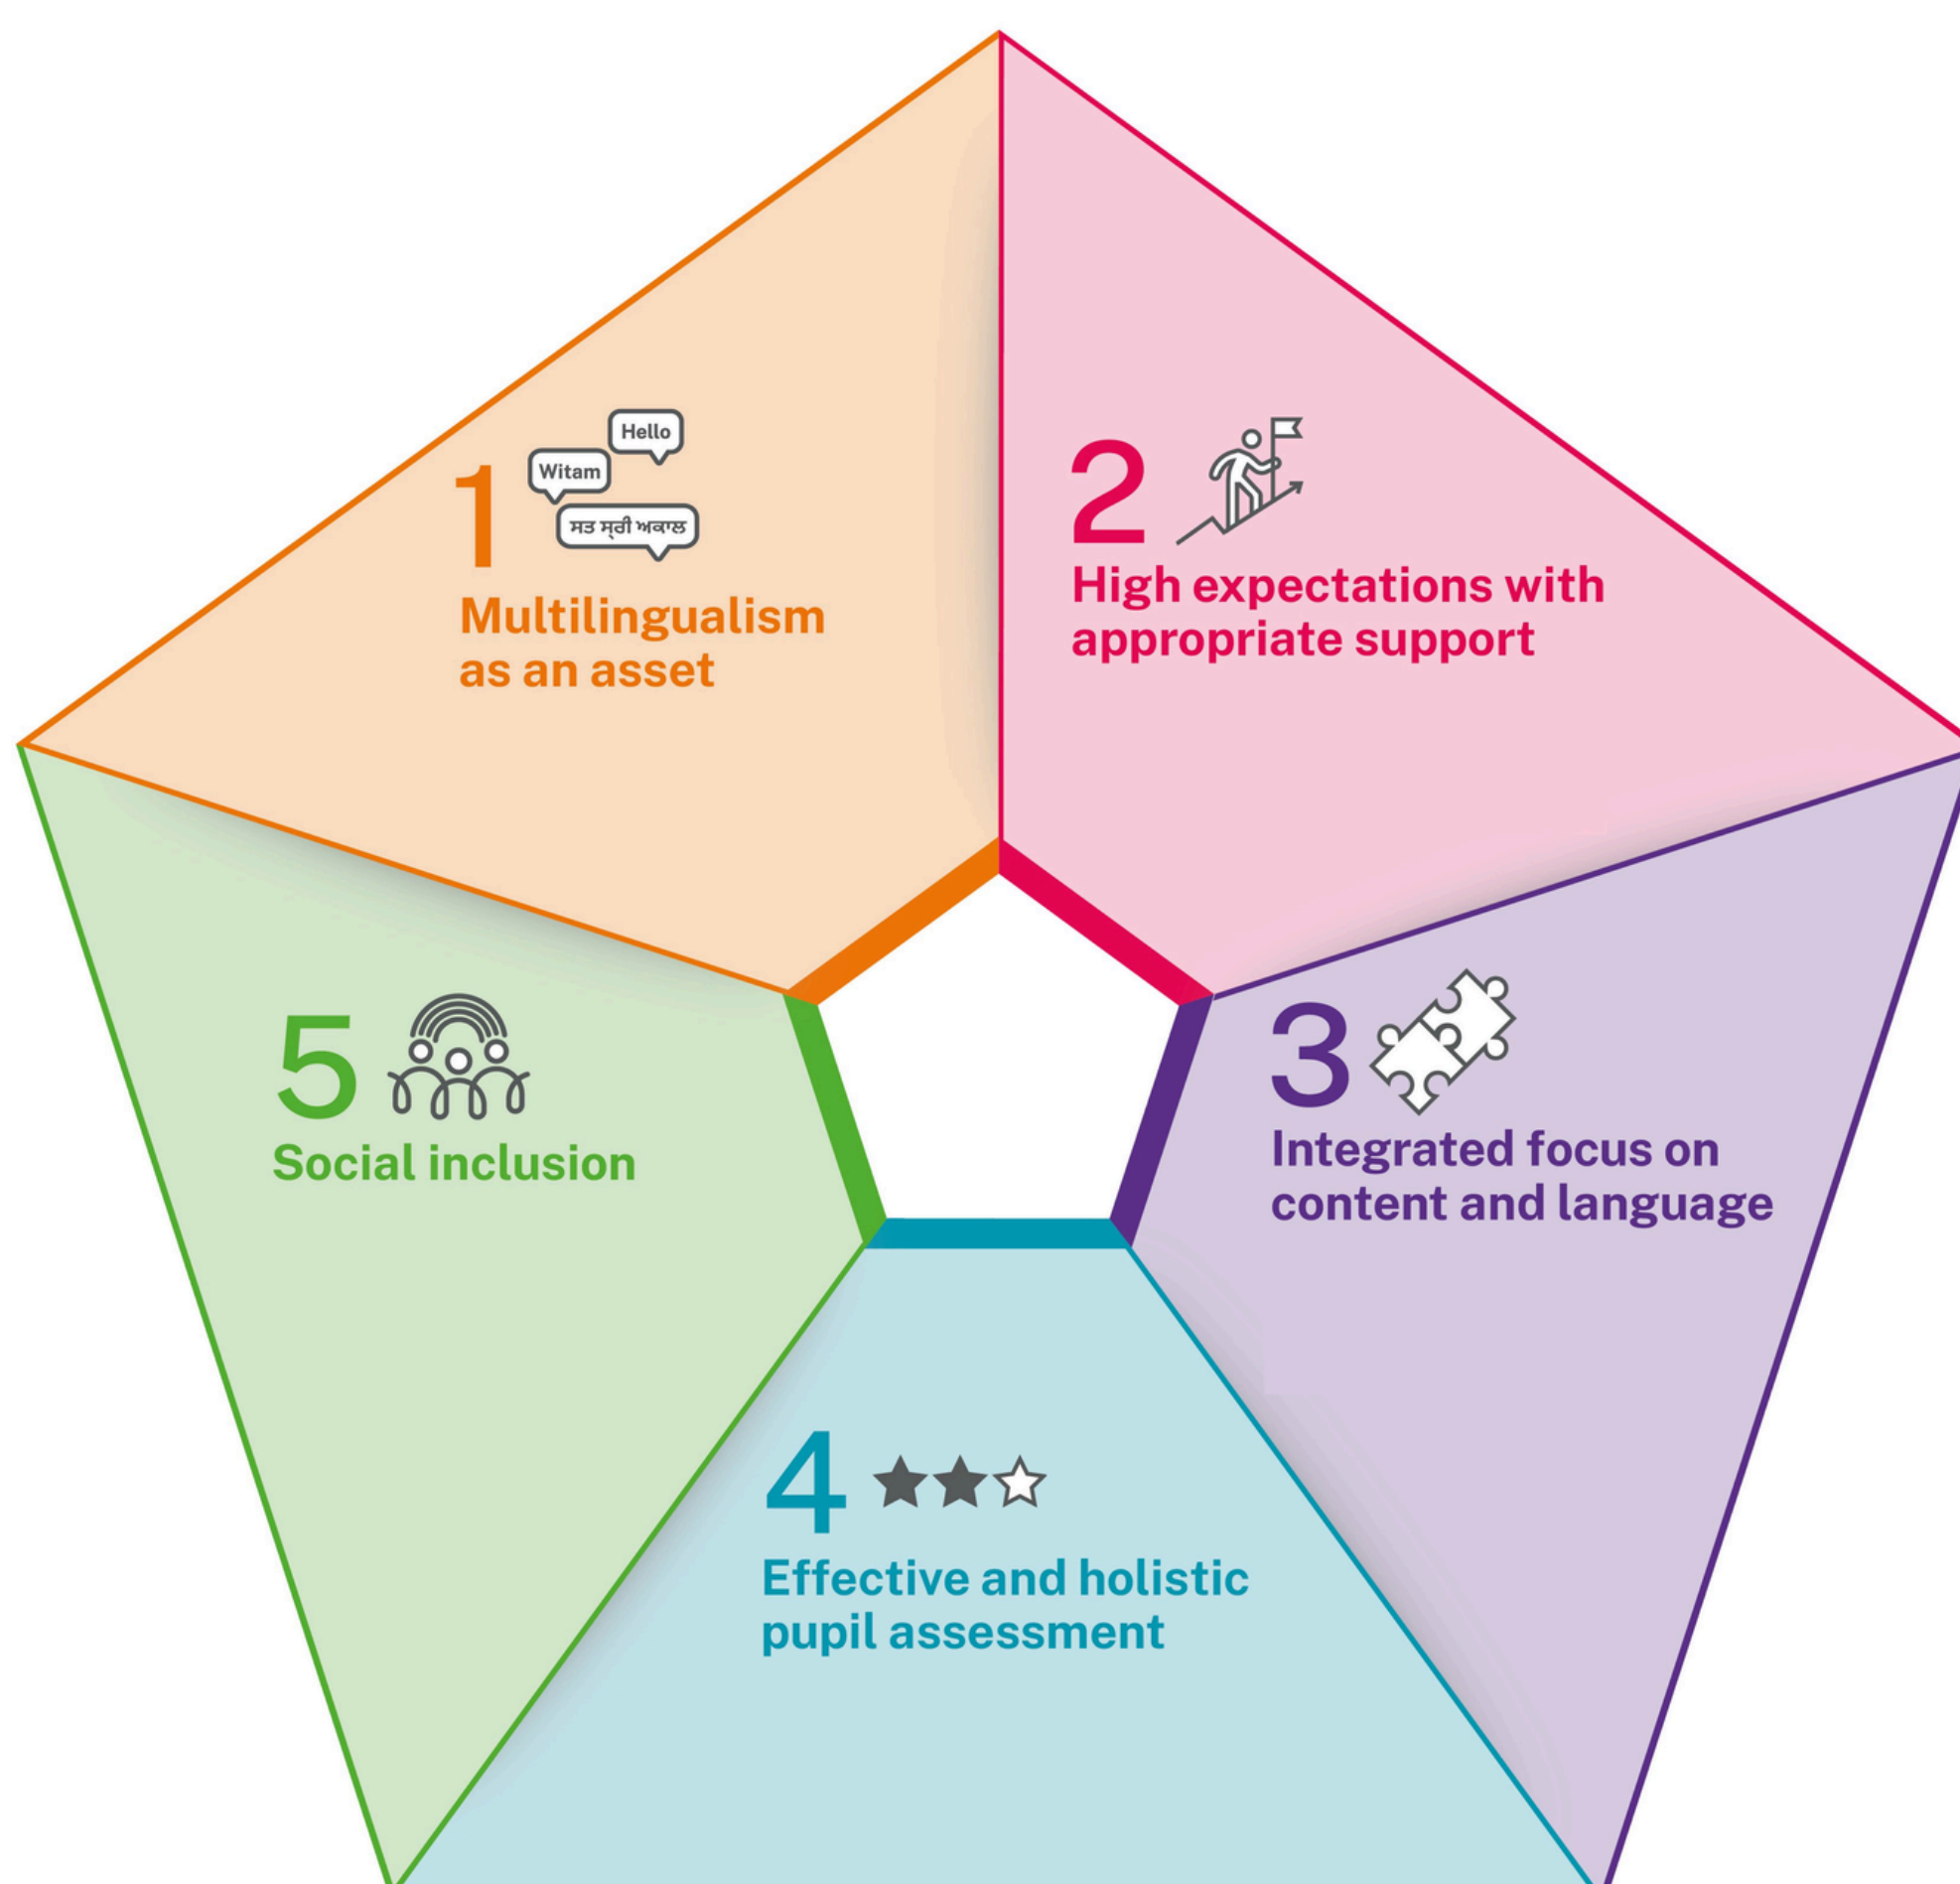 1
Hello
Witam
ਸਤ ਸ੍ਰੀ ਅਕਾਲ
Multilingualism
as an asset
2
High expectations with
appropriate support
3
Integrated focus on
content and language
4
Effective and holistic
pupil assessment
5
Social inclusion